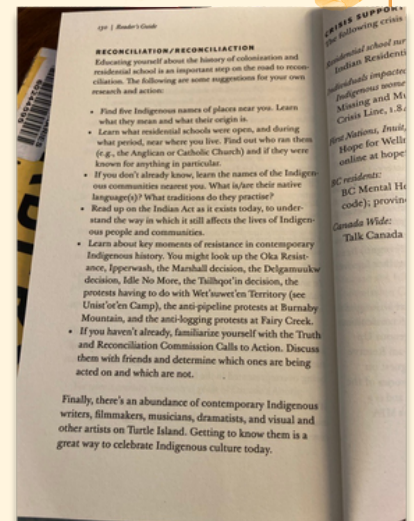 150 | Reader's Guide
RECONCILIATION/RECONCILIACTION
Educating yourself about the history of colonization and
residential school is an important step on the road to recon-
ciliation. The following are some suggestions for your own
research and action:
• Find five Indigenous names of places near you. Learn
what they mean and what their origin is.
• Learn what residential schools were open, and during
what period, near where you live. Find out who ran them
(e.g., the Anglican or Catholic Church) and if they were
known for anything in particular.
• If you don't already know, learn the names of the Indigen-
ous communities nearest you. What is/are their native
language(s)? What traditions do they practise?
• Read up on the Indian Act as it exists today, to under-
stand the way in which it still affects the lives of Indigen-
ous people and communities.
• Learn about key moments of resistance in contemporary
Indigenous history. You might look up the Oka Resist-
ance, Ipperwash, the Marshall decision, the Delgamuukw
decision, Idle No More, the Tsilhqot'in decision, the
protests having to do with Wet'suwet'en Territory (see
Unist'ot'en Camp), the anti-pipeline protests at Burnaby
Mountain, and the anti-logging protests at Fairy Creek.
• If you haven't already, familiarize yourself with the Truth
and Reconciliation Commission Calls to Action. Discuss
them with friends and determine which ones are being
acted on and which are not.
Finally, there's an abundance of contemporary Indigenous
writers, filmmakers, musicians, dramatists, and visual and
other artists on Turtle Island. Getting to know them is a
great way to celebrate Indigenous culture today.
CRISIS SUPPORT
The following crisis
Residential school sur
Indian Residenti
Individuals impacted
Indigenous wome
Missing and Mu
Crisis Line, 1.8
First Nations, Inuit,
Hope for Welln
online at hope
BC residents:
BC Mental He
code); provin
Canada Wide:
Talk Canada